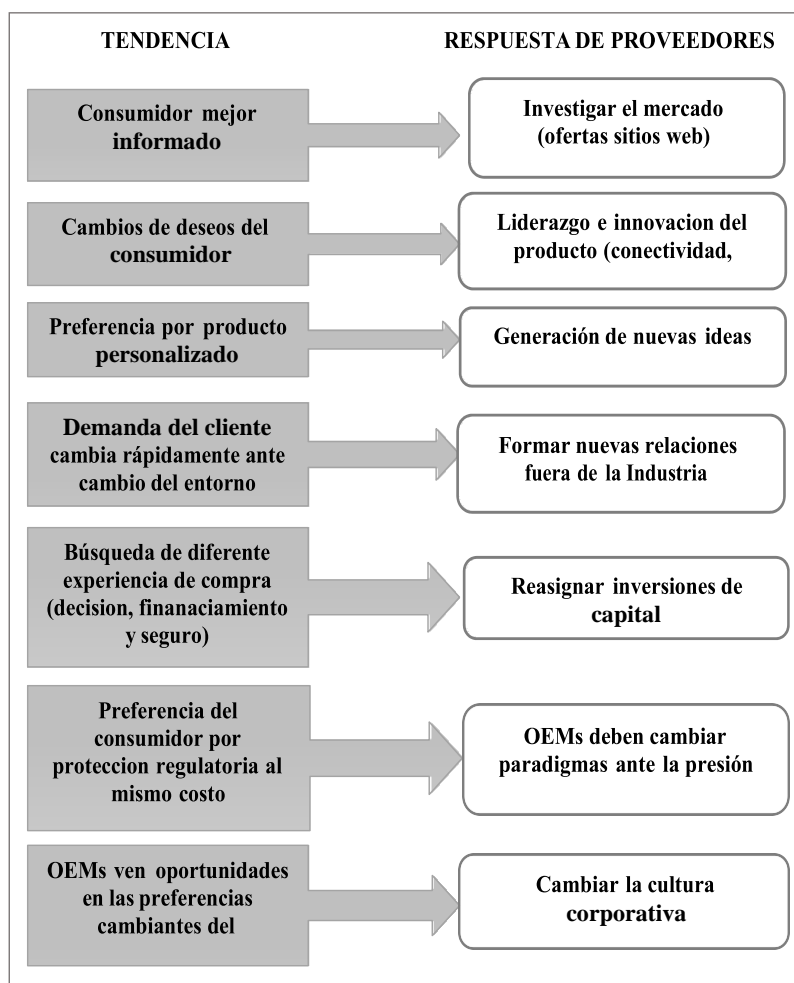 TENDENCIA
RESPUESTA DE PROVEEDORES
Consumidor mejor
informado
Investigar el mercado
(ofertas sitios web)
Cambios de deseos del
consumidor
Liderazgo e innovacion del
producto (conectividad,
Preferencia por producto
personalizado
Generación de nuevas ideas
Demanda del cliente
cambia rápidamente ante
cambio del entorno
Formar nuevas relaciones
fuera de la Industria
Búsqueda de diferente
experiencia de compra
(decision, finanaciamiento
y seguro)
Reasignar inversiones de
capital
Preferencia del
consumidor por
proteccion regulatoria al
mismo costo
OEMs deben cambiar
paradigmas ante la presión
OEMs ven oportunidades
en las preferencias
cambiantes del
Cambiar la cultura
corporativa